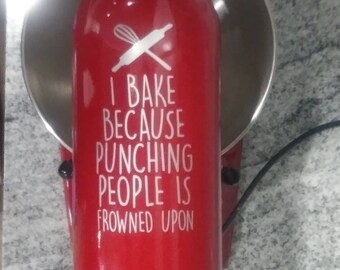 I BAKE
BECAUSE
PUNCHING
PEOPLE IS
FROWNED UPON